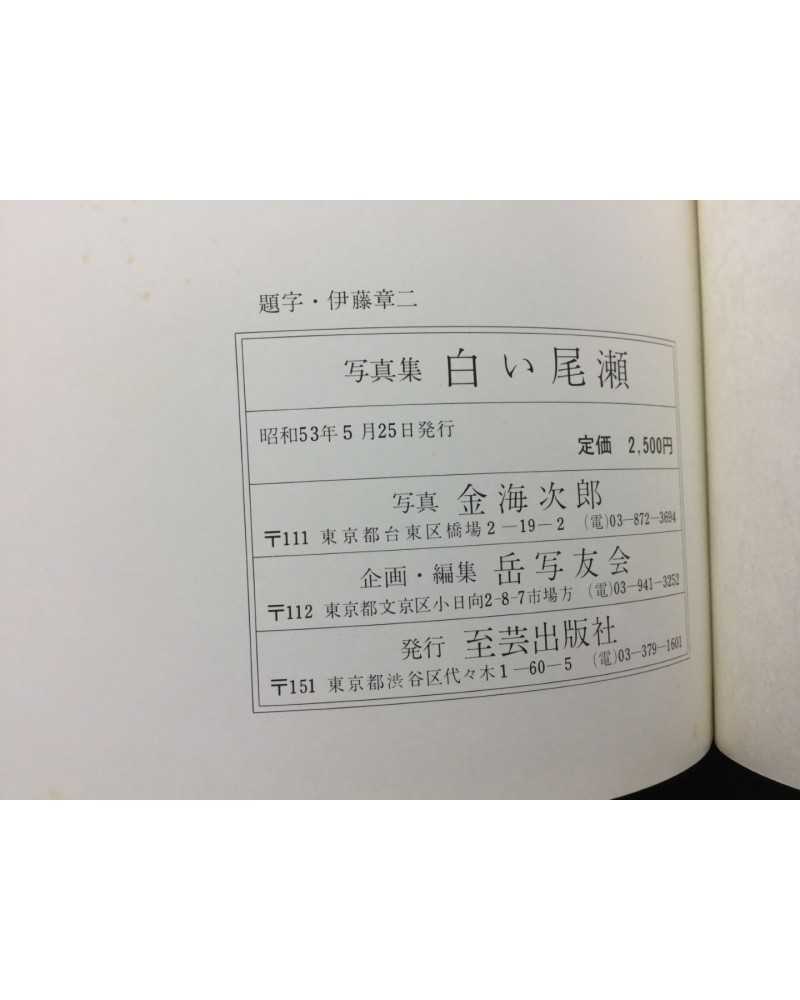 題字・伊藤章二
写真集 白い尾瀬
昭和53年5月25日発行
定価 2,500円
写真 金海次郎
〒111 東京都台東区橋場2－19－2 (電)03－872－3694
企画・編集 岳写友会
〒112 東京都文京区小日向2-8-7市場方 (電)03－941－3252
発行 至芸出版社
〒151 東京都渋谷区代々木1－60－5 (電)03－379－1601